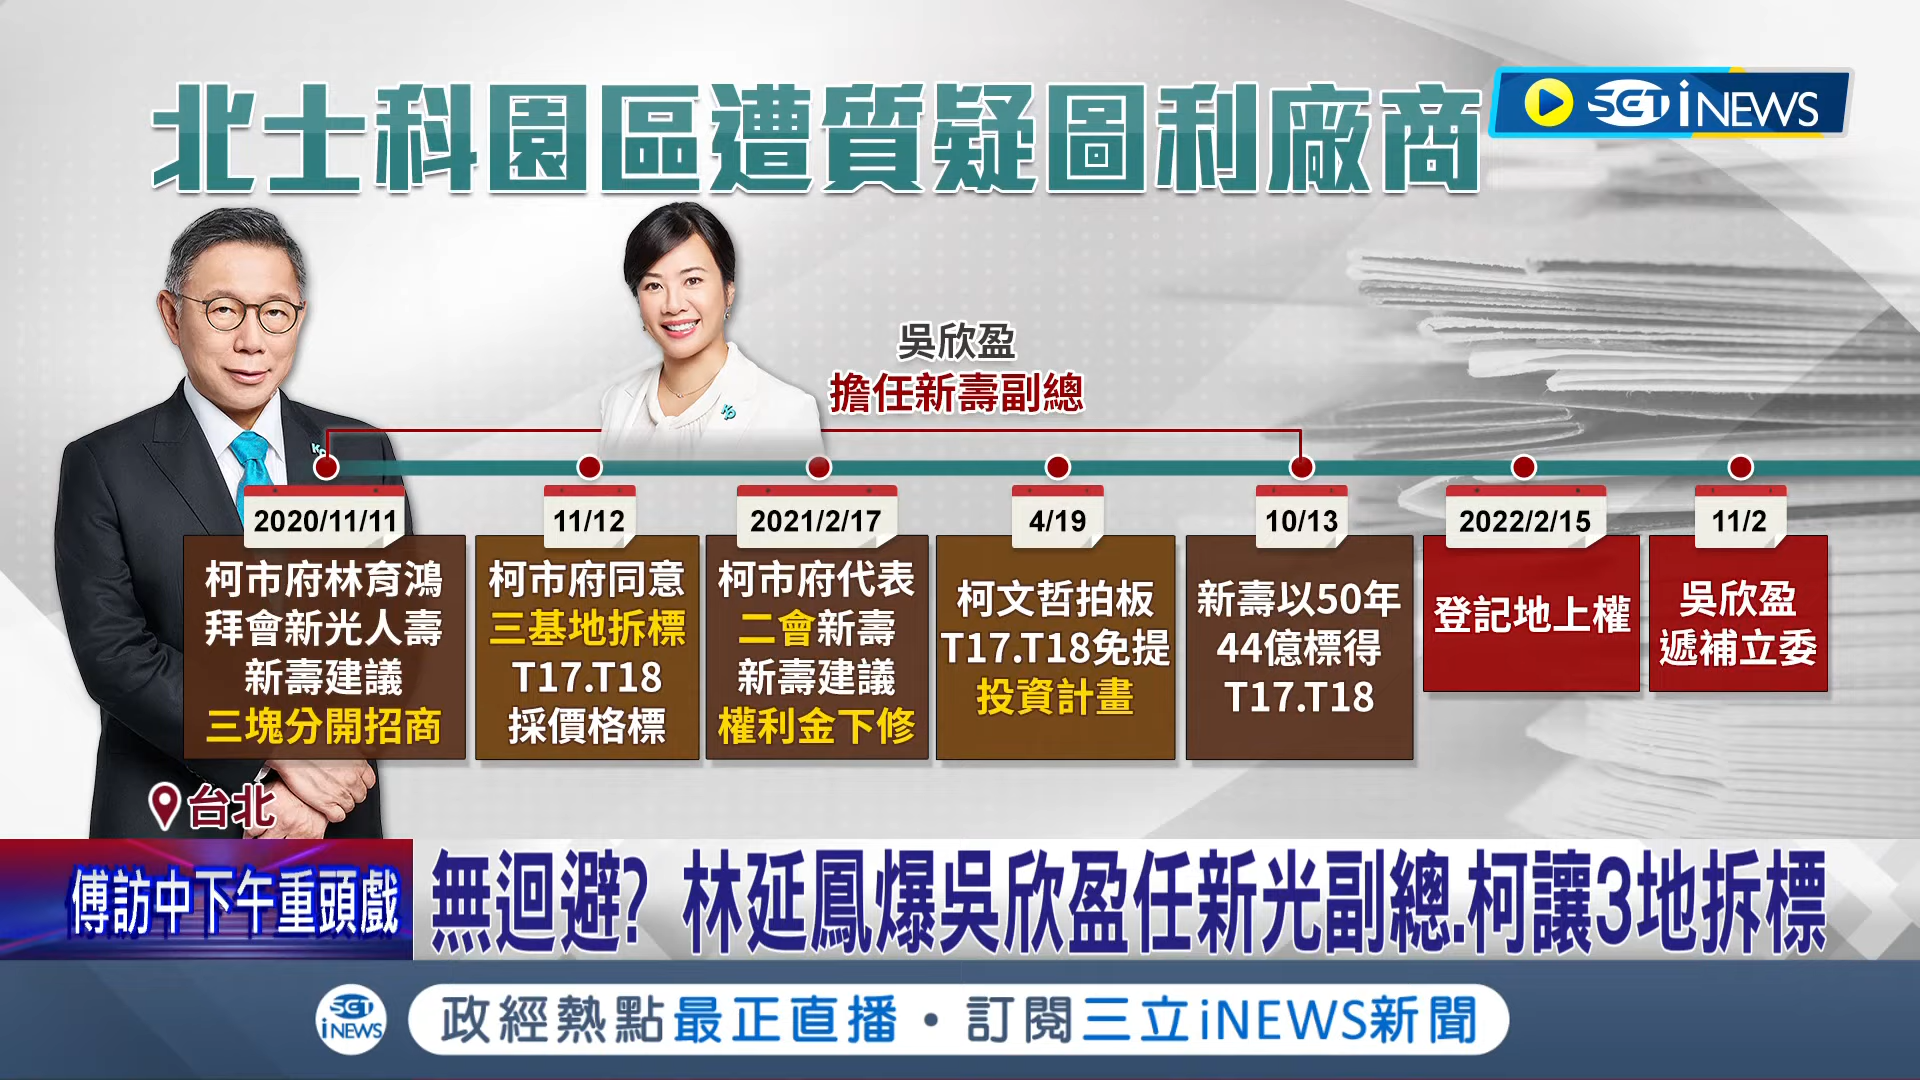 北士科園區遭質疑圖利廠商
SET iNEWS
吳欣盈
擔任新壽副總
2020/11/11
柯市府林育鴻
拜會新光人壽
新壽建議
三塊分開招商
11/12
柯市府同意
三基地拆標
T17.T18
採價格標
2021/2/17
柯市府代表
二會新壽
新壽建議
權利金下修
4/19
柯文哲拍板
T17.T18免提
投資計畫
10/13
新壽以50年
44億標得
T17.T18
2022/2/15
登記地上權
11/2
吳欣盈
遞補立委
台北
傅訪中下午重頭戲
無迴避? 林延鳳爆吳欣盈任新光副總.柯讓3地拆標
SET
iNEWS
政經熱點最正直播・訂閱三立iNEWS新聞